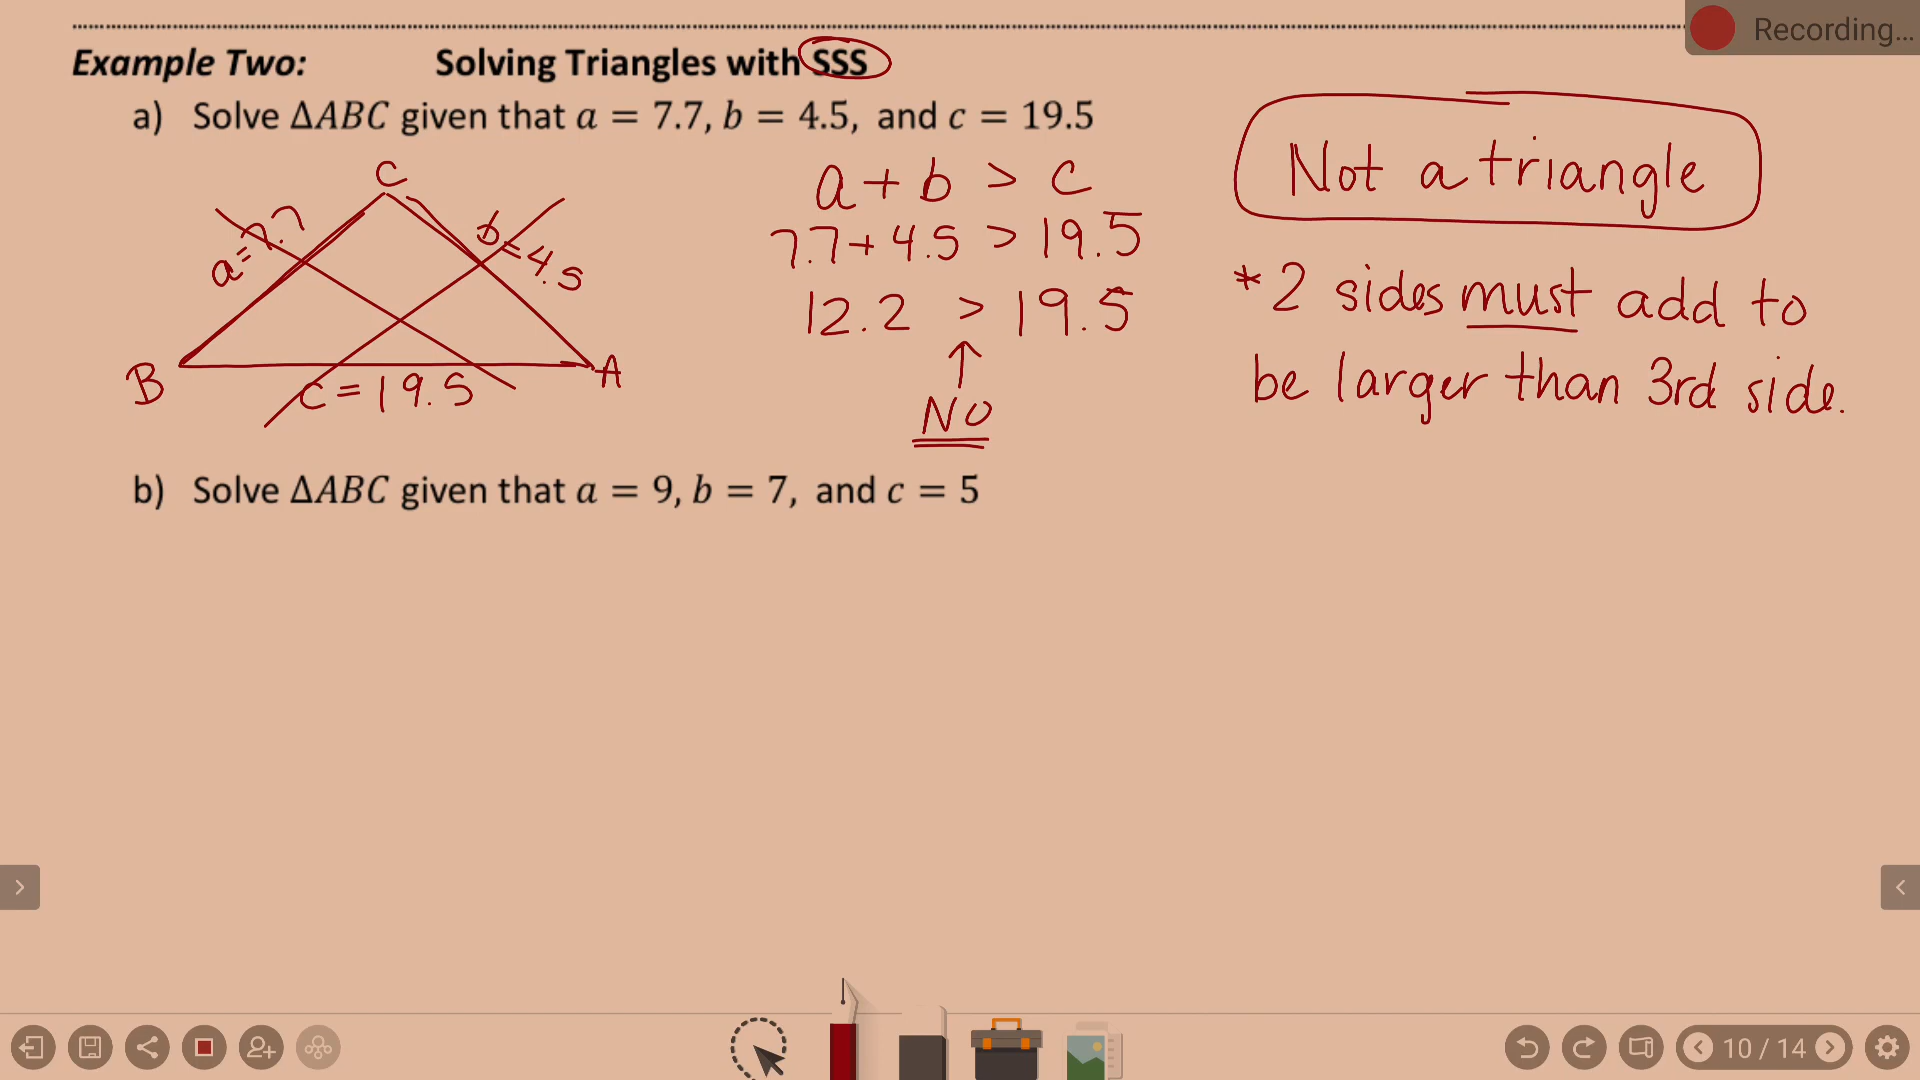 Recording...
Example Two: Solving Triangles with SSS
a) Solve ΔABC given that a = 7.7, b = 4.5, and c = 19.5
C
a = 7.7
b = 4.5
B
A
c = 19.5
a + b > c
7.7 + 4.5 > 19.5
12.2 > 19.5
↑
NO
Not a triangle
* 2 sides must add to
be larger than 3rd side.
b) Solve ΔABC given that a = 9, b = 7, and c = 5
10 / 14